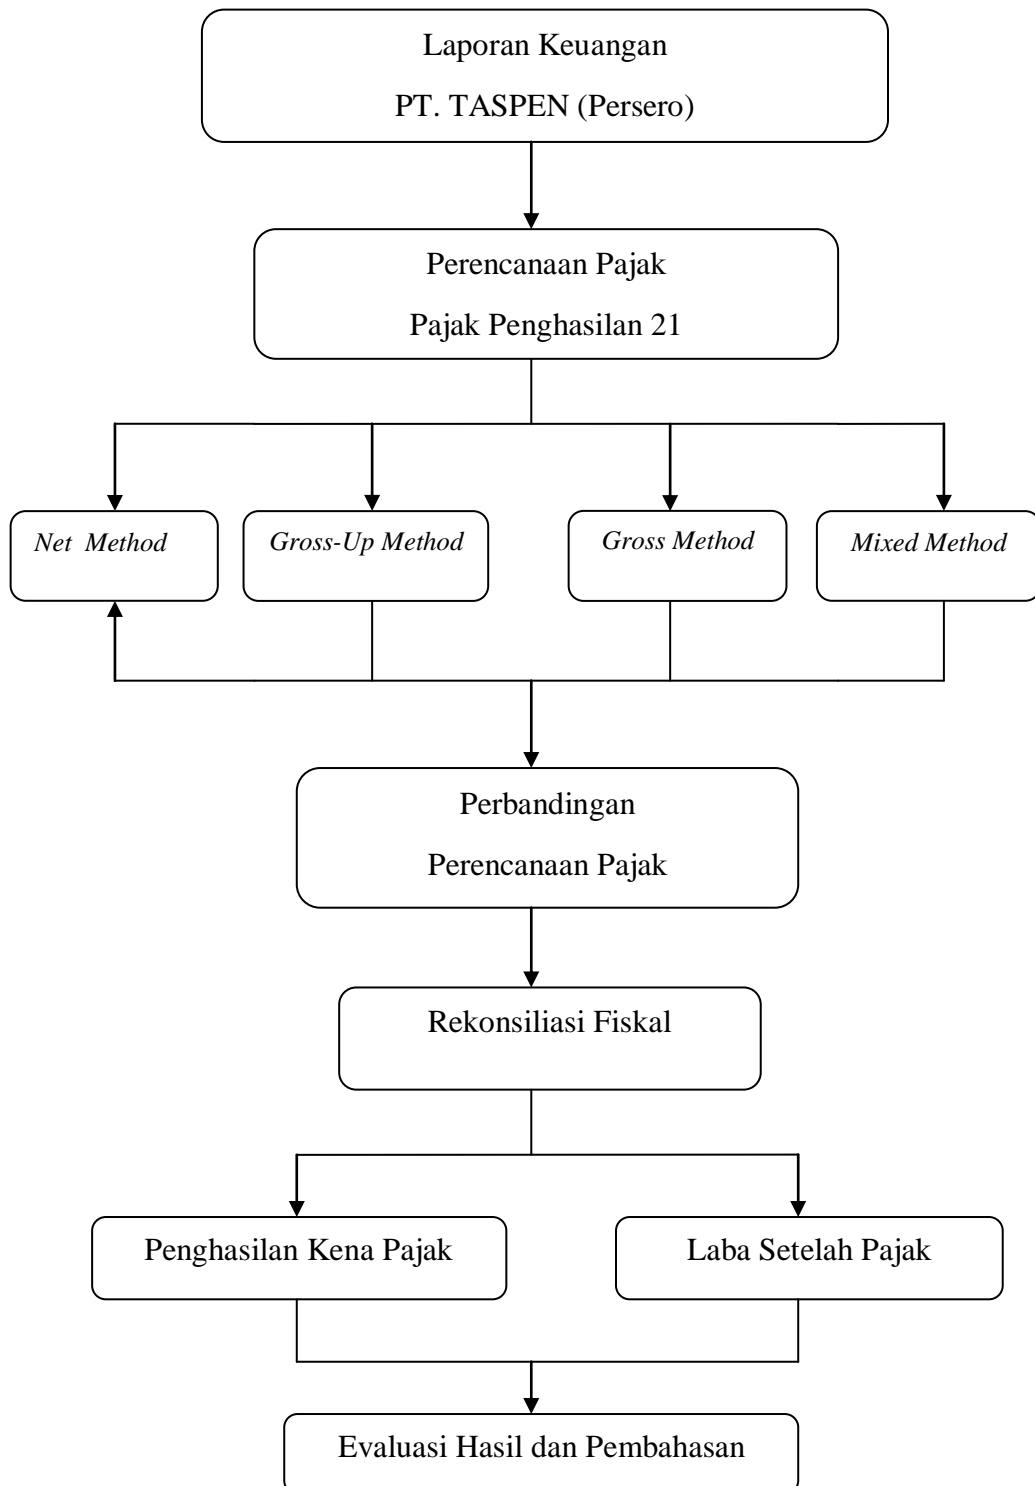 Laporan Keuangan
PT. TASPEN (Persero)
Perencanaan Pajak
Pajak Penghasilan 21
Net Method
Gross-Up Method
Gross Method
Mixed Method
Perbandingan
Perencanaan Pajak
Rekonsiliasi Fiskal
Penghasilan Kena Pajak
Laba Setelah Pajak
Evaluasi Hasil dan Pembahasan